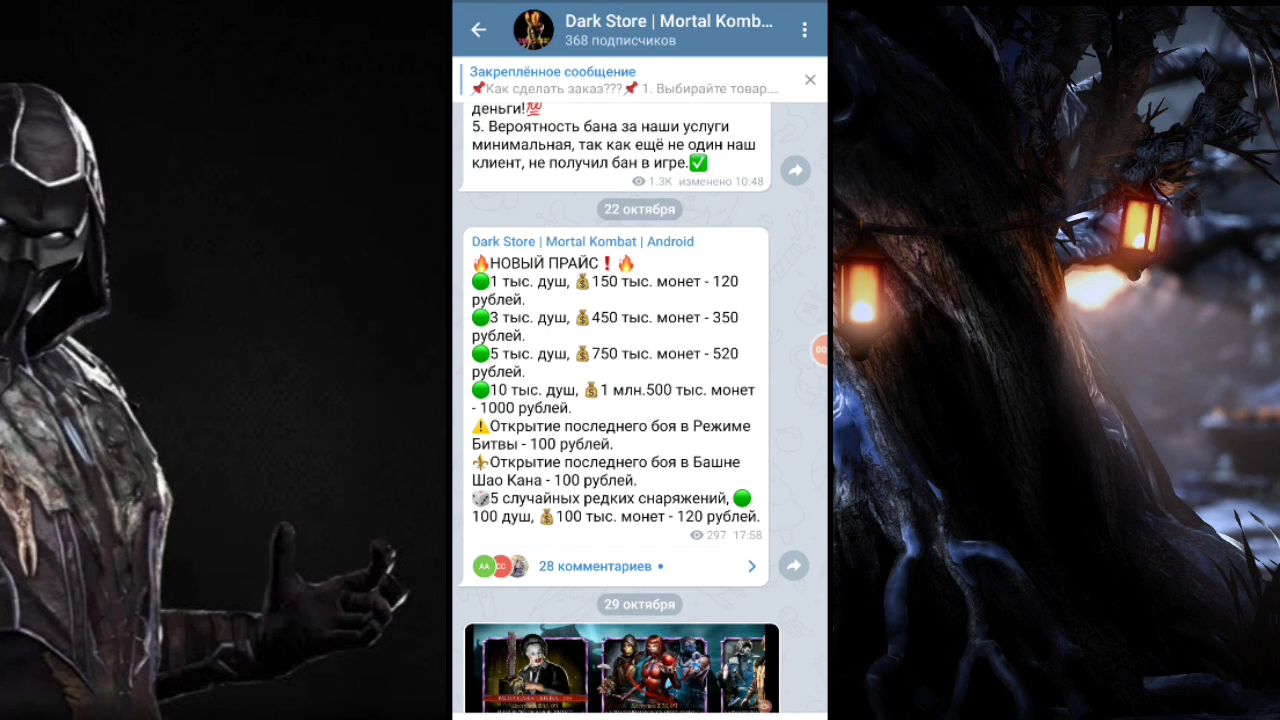 Dark Store | Mortal Komb...
368 подписчиков
Закреплённое сообщение
📌Как сделать заказ???📌 1. Выбирайте товар....
деньги!💯
5. Вероятность бана за наши услуги
минимальная, так как ещё не один наш
клиент, не получил бан в игре.✅
1.3K изменено 10:48
22 октября
Dark Store | Mortal Kombat | Android
🔥НОВЫЙ ПРАЙС❗🔥
🟢1 тыс. душ, 💰150 тыс. монет - 120
рублей.
🟢3 тыс. душ, 💰450 тыс. монет - 350
рублей.
🟢5 тыс. душ, 💰750 тыс. монет - 520
рублей.
🟢10 тыс. душ, 💰1 млн.500 тыс. монет
- 1000 рублей.
⚠️Открытие последнего боя в Режиме
Битвы - 100 рублей.
⚜️Открытие последнего боя в Башне
Шао Кана - 100 рублей.
🎲5 случайных редких снаряжений, 🟢
100 душ, 💰100 тыс. монет - 120 рублей.
297 17:58
AA СС
28 комментариев
00
29 октября